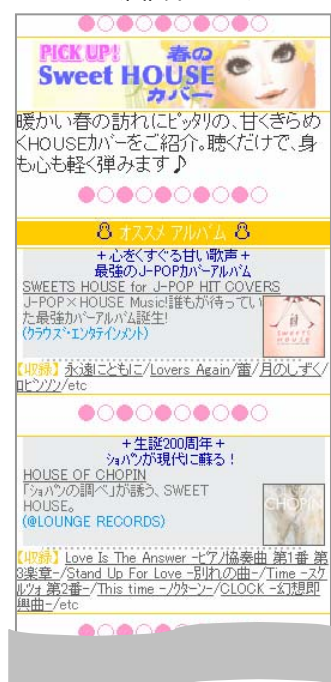 PICK UP! 春の
Sweet HOUSE
カバー
暖かい春の訪れにピッタリの、甘くきらめ
くHOUSEカバーをご紹介。聴くだけで、身
も心も軽く弾みます♪
オススメアルバム
+心をくすぐる甘い歌声+
最強のJ-POPカバーアルバム
SWEETS HOUSE for J-POP HIT COVERS
J-POP×HOUSE Music!誰もが待ってい
た最強カバーアルバム誕生!
(クラウズ・エンタテインメント)
SWEETS
HOUSE
【収録】永遠にともに/Lovers Again/蕾/月のしずく/
ロビンソン/etc
+生誕200周年+
ショパンが現代に蘇る!
HOUSE OF CHOPIN
「ショパンの調べ」が誘う、SWEET
HOUSE。
(@LOUNGE RECORDS)
CHOPIN
【収録】Love Is The Answer -ピアノ協奏曲 第1番 第
3楽章-/Stand Up For Love -別れの曲-/Time -スケ
ルツォ 第2番-/This time -ノクターン-/CLOCK -幻想即
興曲-/etc